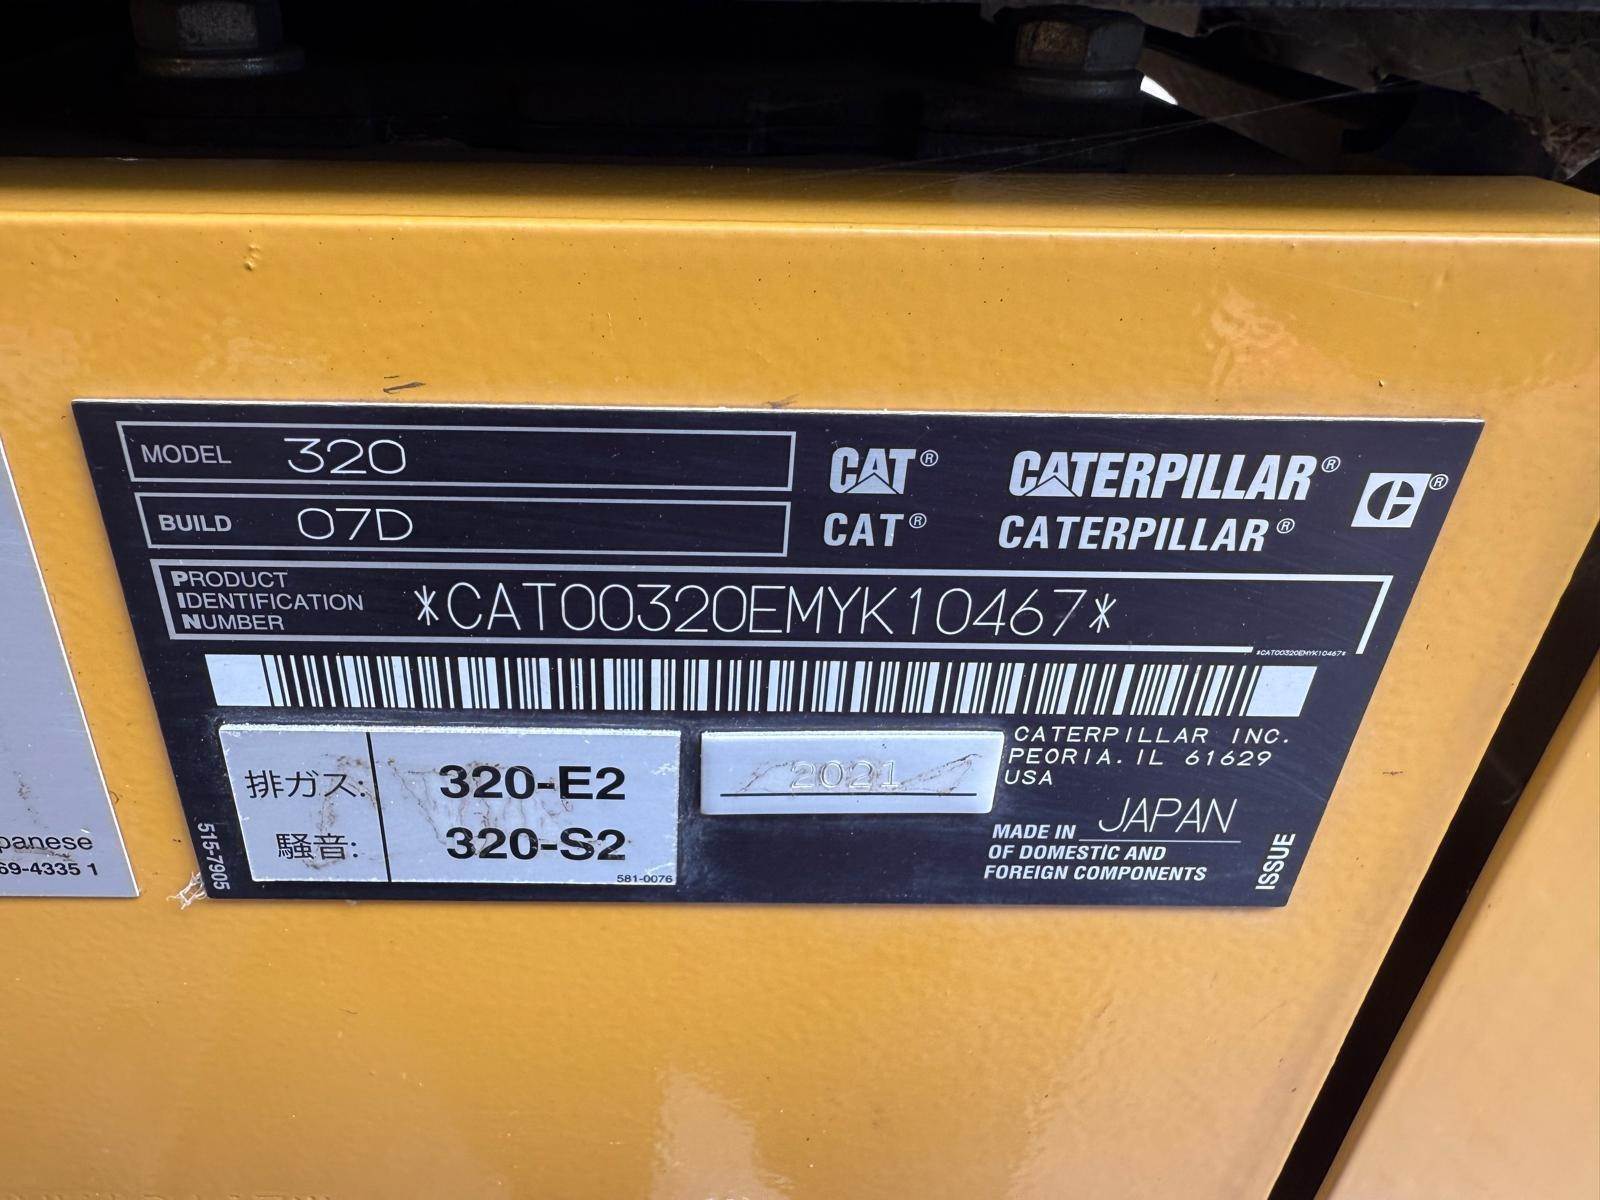 MODEL 320
BUILD 07D
CAT® CATERPILLAR® ®
CAT® CATERPILLAR®
PRODUCT
IDENTIFICATION
NUMBER
*CAT00320EMYK10467*
*CAT00320EMYK10467*
排ガス: 320-E2
騒音: 320-S2
581-0076
515-7905
2021
CATERPILLAR INC.
PEORIA. IL 61629
USA
MADE IN JAPAN
OF DOMESTIC AND
FOREIGN COMPONENTS
ISSUE
panese
69-4335 1